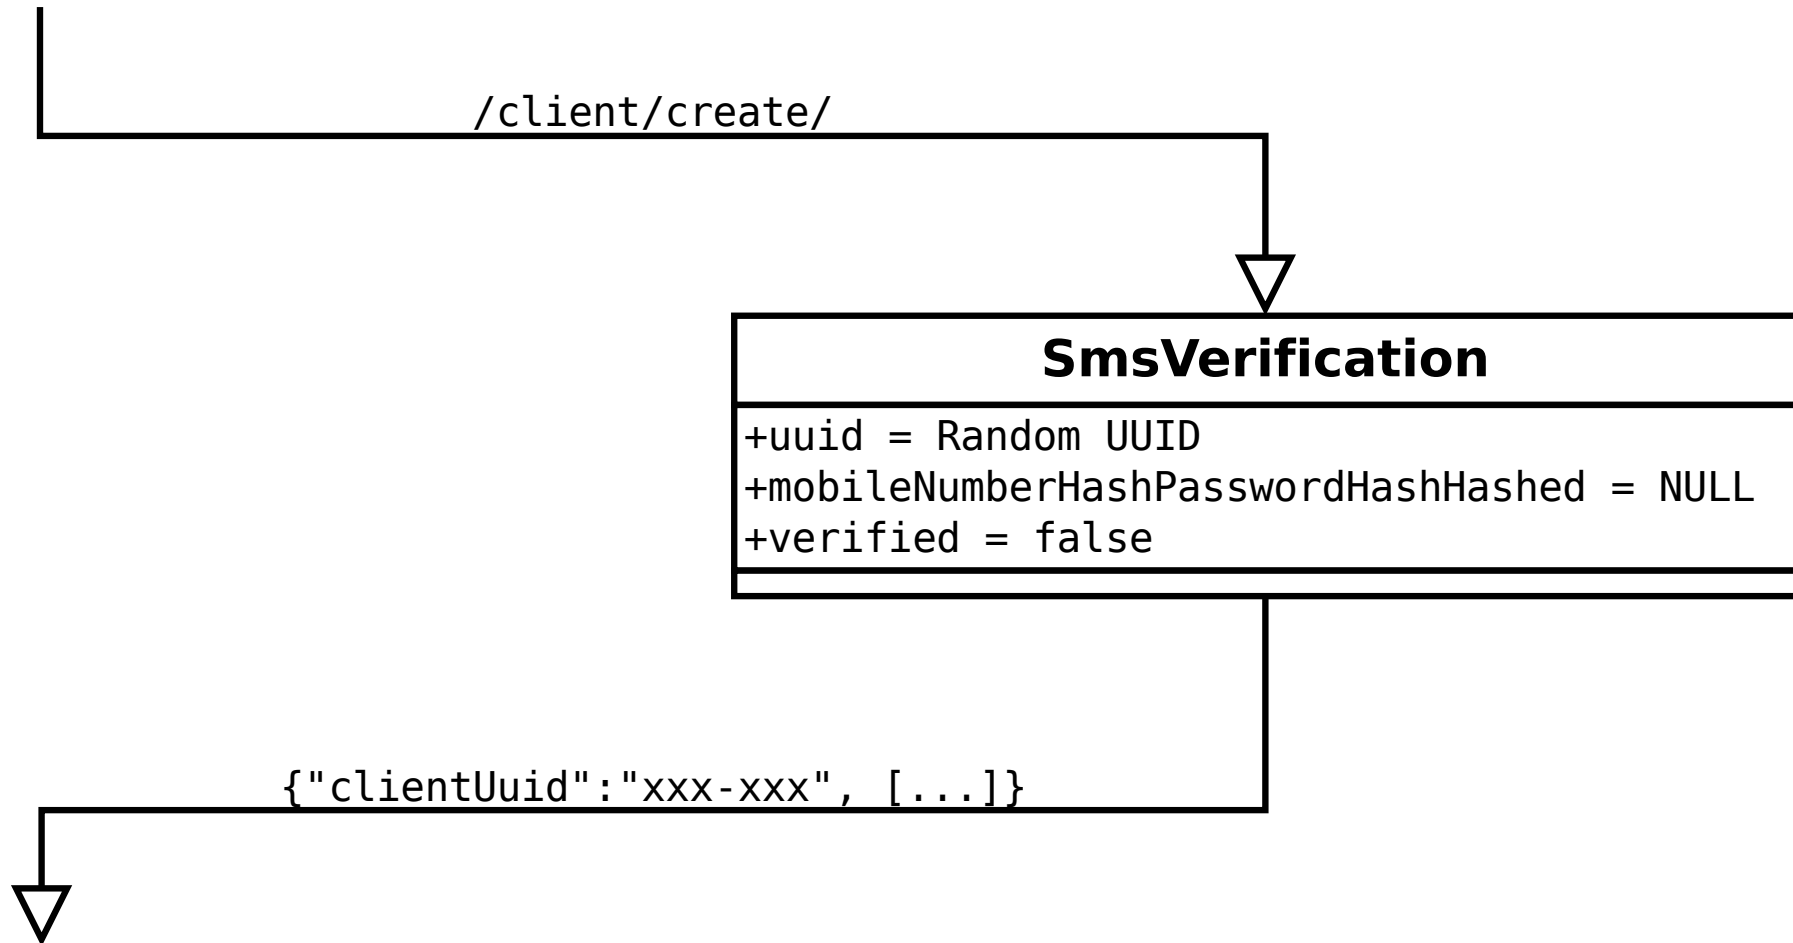 /client/create/
SmsVerification
+uuid = Random UUID
+mobileNumberHashPasswordHashHashed = NULL
+verified = false
{"clientUuid":"xxx-xxx", [...]}